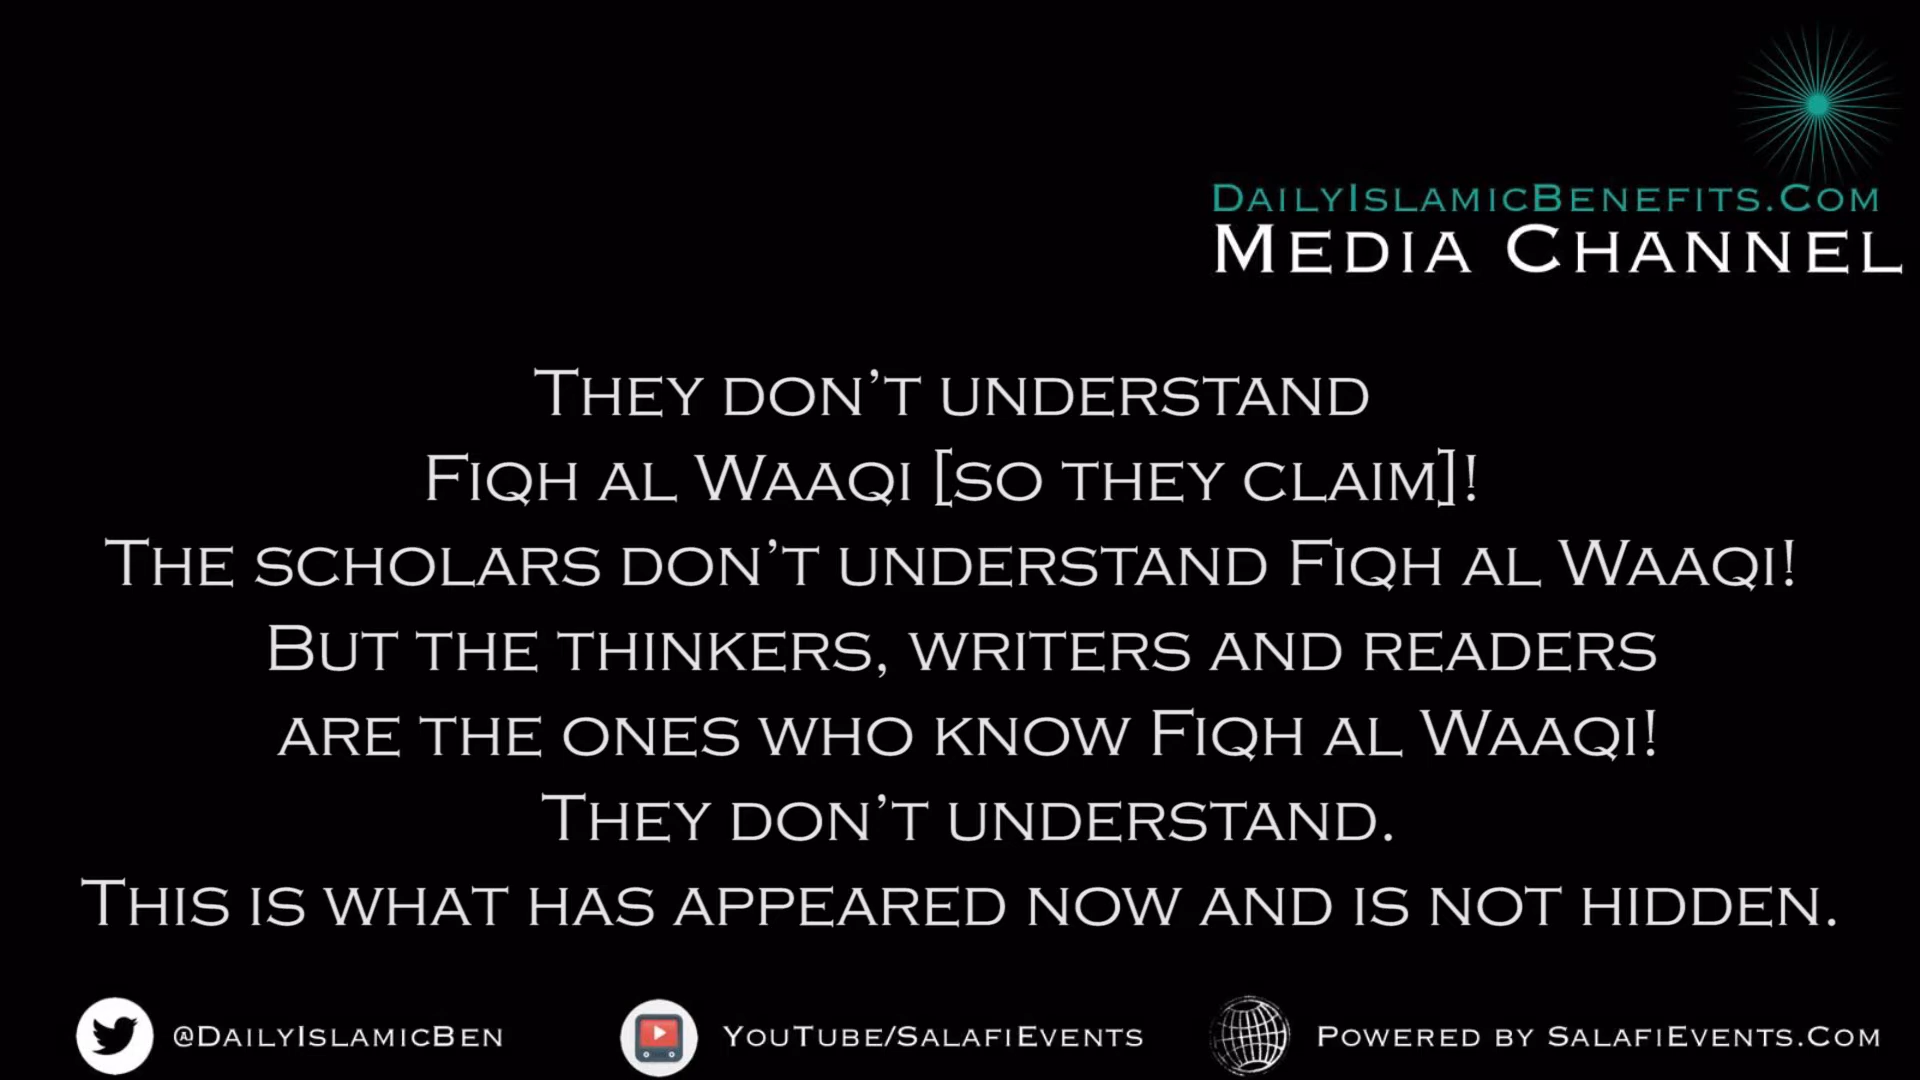 DailyIslamicBenefits.Com
Media Channel
They don't understand
Fiqh al Waaqi [so they claim]!
The scholars don't understand Fiqh al Waaqi!
But the thinkers, writers and readers
are the ones who know Fiqh al Waaqi!
They don't understand.
This is what has appeared now and is not hidden.
@DailyIslamicBen
YouTube/SalafiEvents
Powered by SalafiEvents.Com